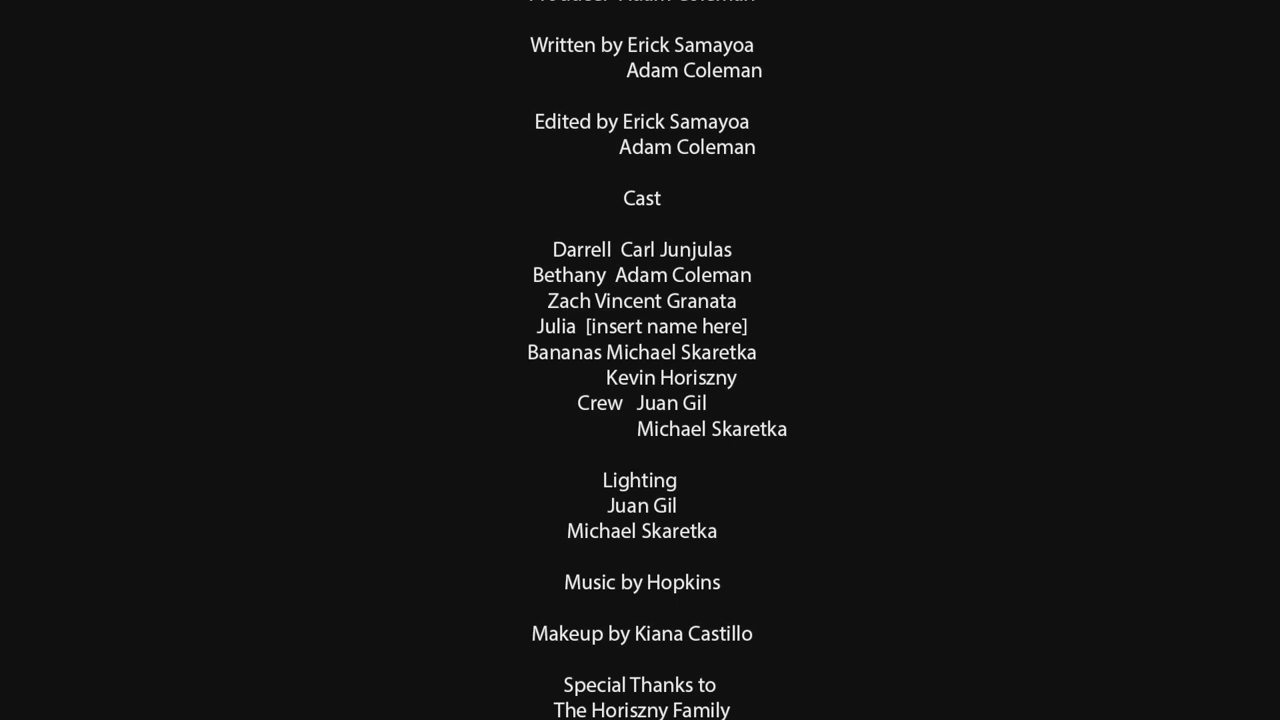 Written by Erick Samayoa
Adam Coleman
Edited by Erick Samayoa
Adam Coleman
Cast
Darrell Carl Junjulas
Bethany Adam Coleman
Zach Vincent Granata
Julia [insert name here]
Bananas Michael Skaretka
Kevin Horiszny
Crew Juan Gil
Michael Skaretka
Lighting
Juan Gil
Michael Skaretka
Music by Hopkins
Makeup by Kiana Castillo
Special Thanks to
The Horiszny Family